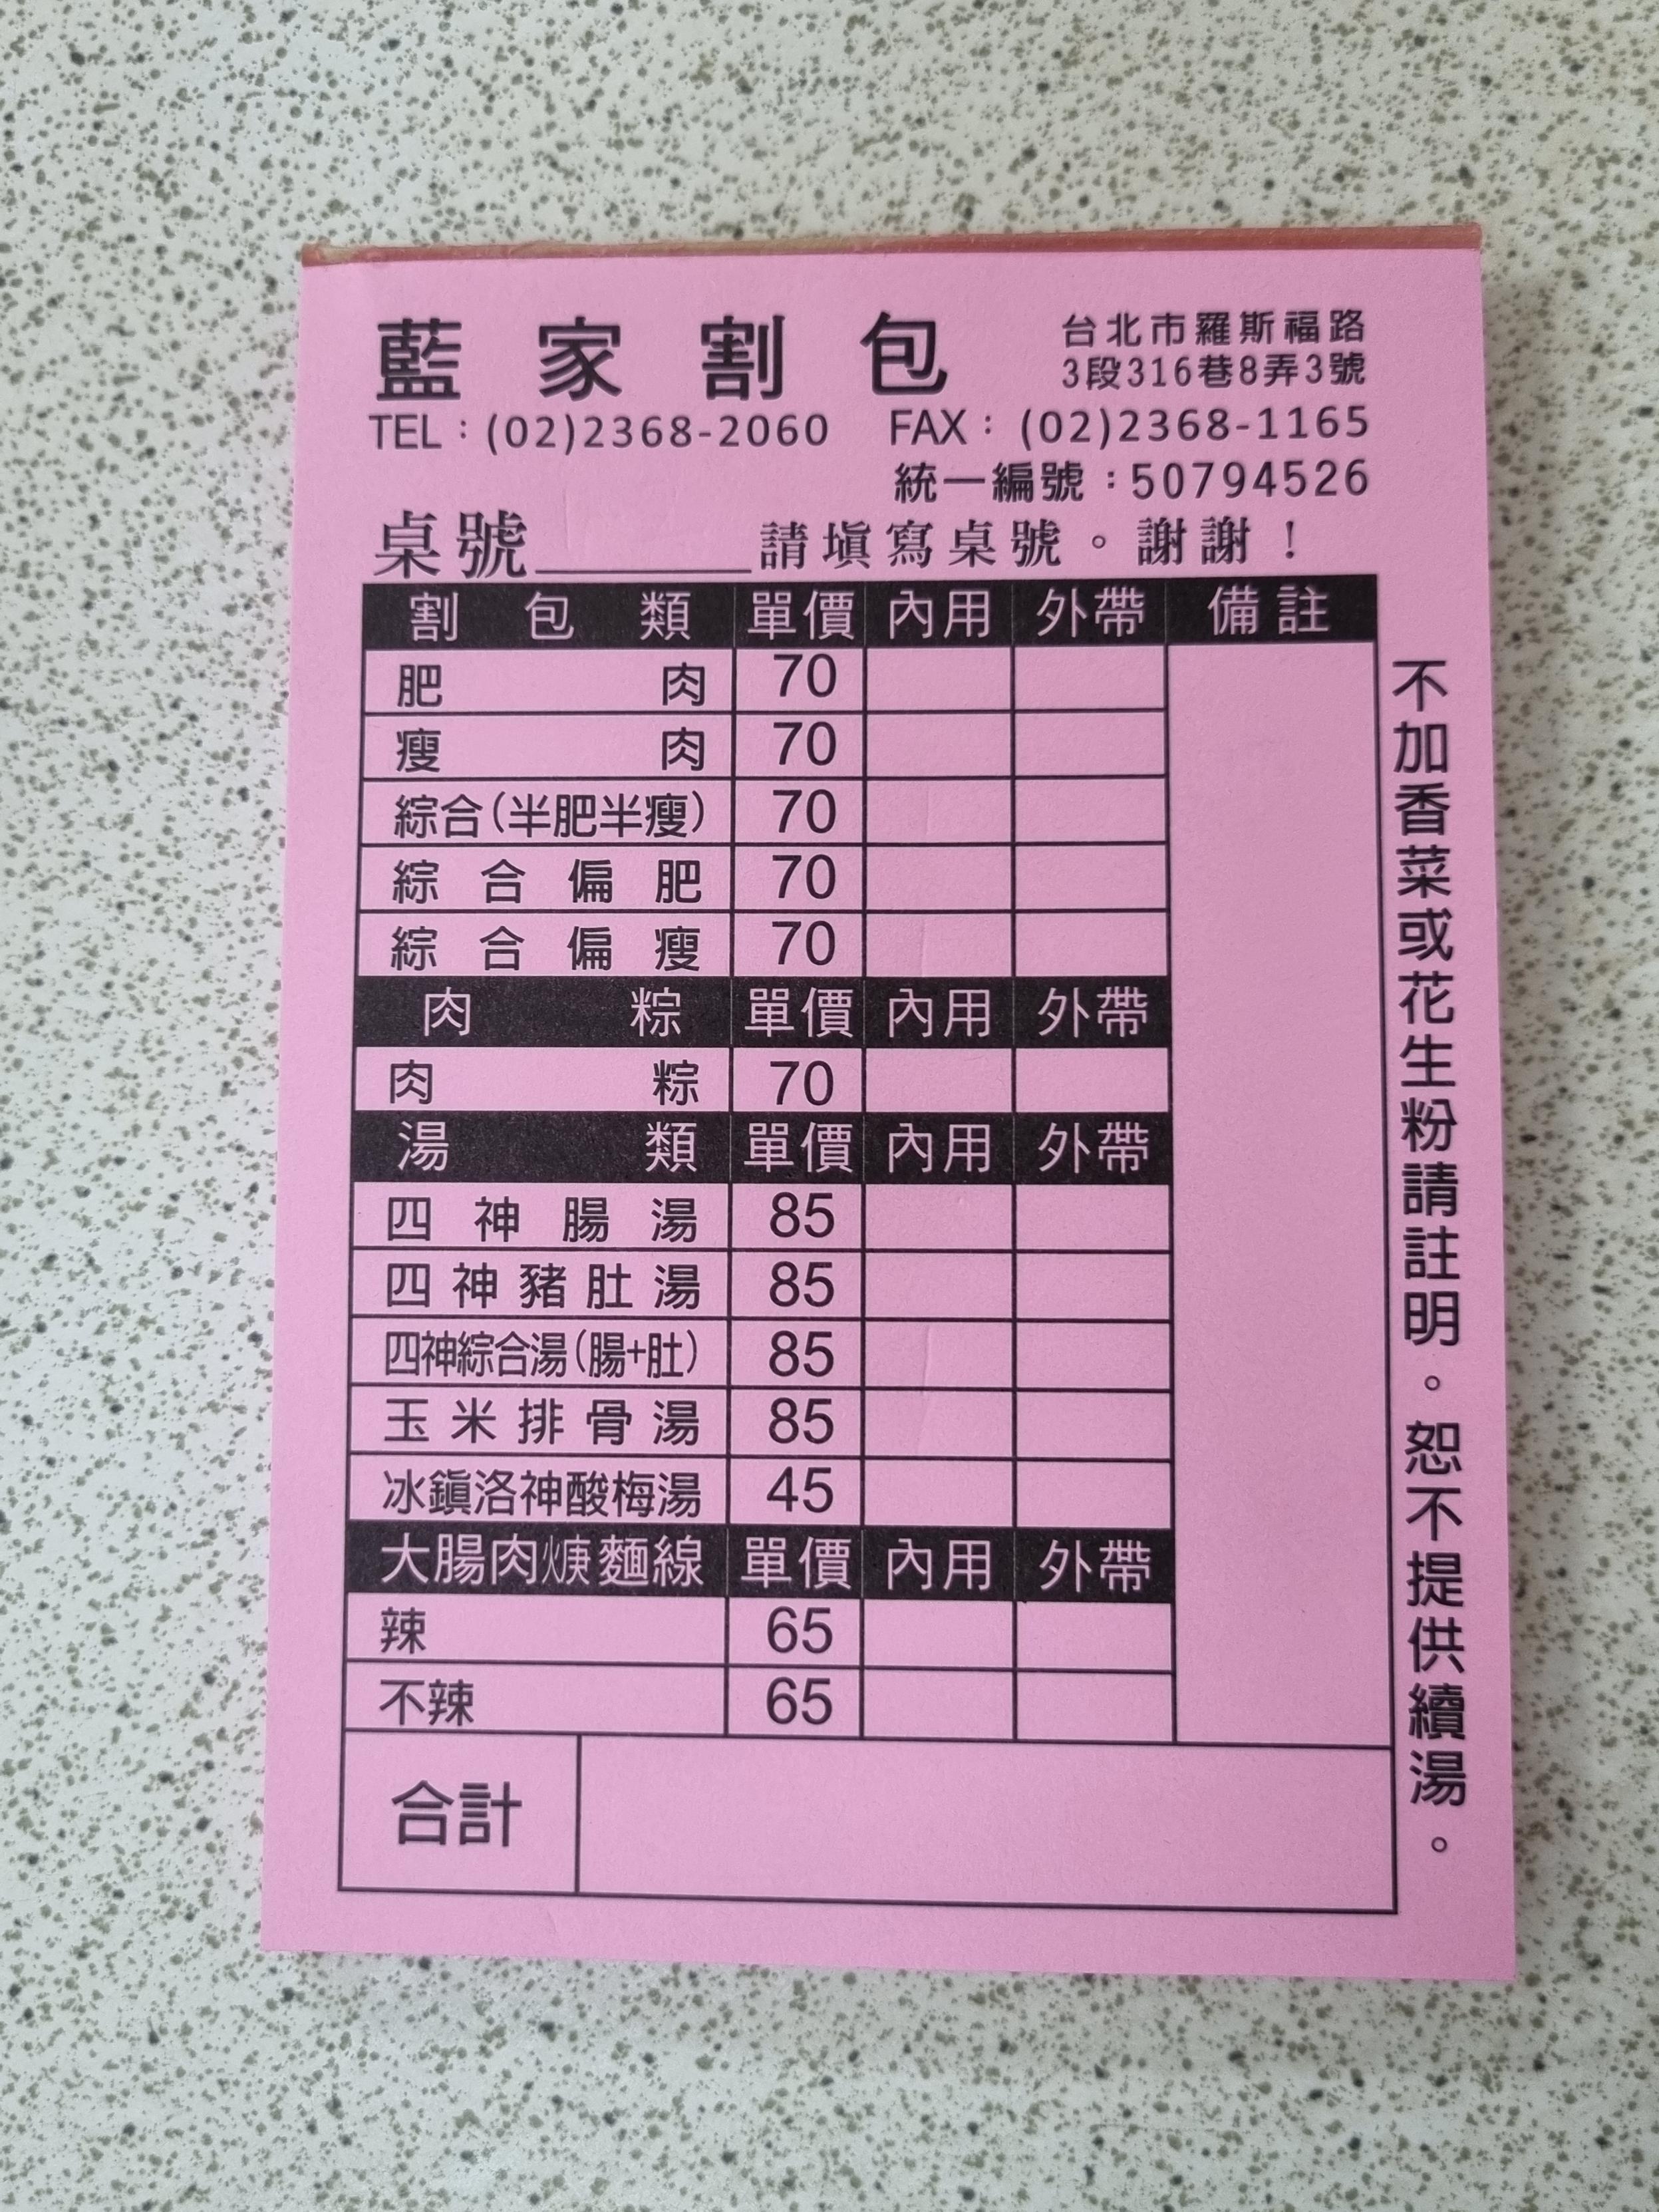 藍家割包
台北市羅斯福路
3段316巷8弄3號
TEL：(02)2368-2060 FAX：(02)2368-1165
統一編號：50794526
桌號______請填寫桌號。謝謝！
割包類 單價 內用 外帶 備註
肥肉 70
瘦肉 70
綜合(半肥半瘦) 70
綜合偏肥 70
綜合偏瘦 70
肉粽 單價 內用 外帶
肉粽 70
湯類 單價 內用 外帶
四神腸湯 85
四神豬肚湯 85
四神綜合湯(腸+肚) 85
玉米排骨湯 85
冰鎮洛神酸梅湯 45
大腸肉焿麵線 單價 內用 外帶
辣 65
不辣 65
合計
不加香菜或花生粉請註明。恕不提供續湯。